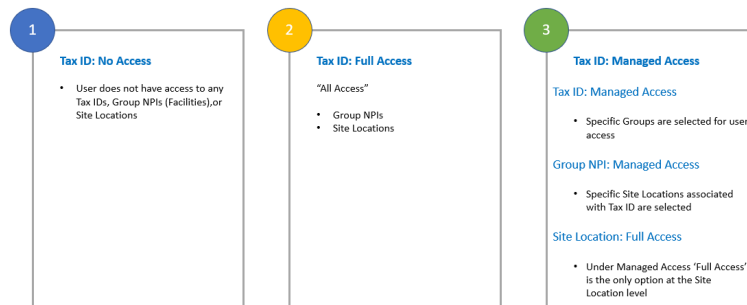 1
Tax ID: No Access
• User does not have access to any
Tax IDs, Group NPIs (Facilities),or
Site Locations
2
Tax ID: Full Access
“All Access”
• Group NPIs
• Site Locations
3
Tax ID: Managed Access
Tax ID: Managed Access
• Specific Groups are selected for user
access
Group NPI: Managed Access
• Specific Site Locations associated
with Tax ID are selected
Site Location: Full Access
• Under Managed Access ‘Full Access’
is the only option at the Site
Location level